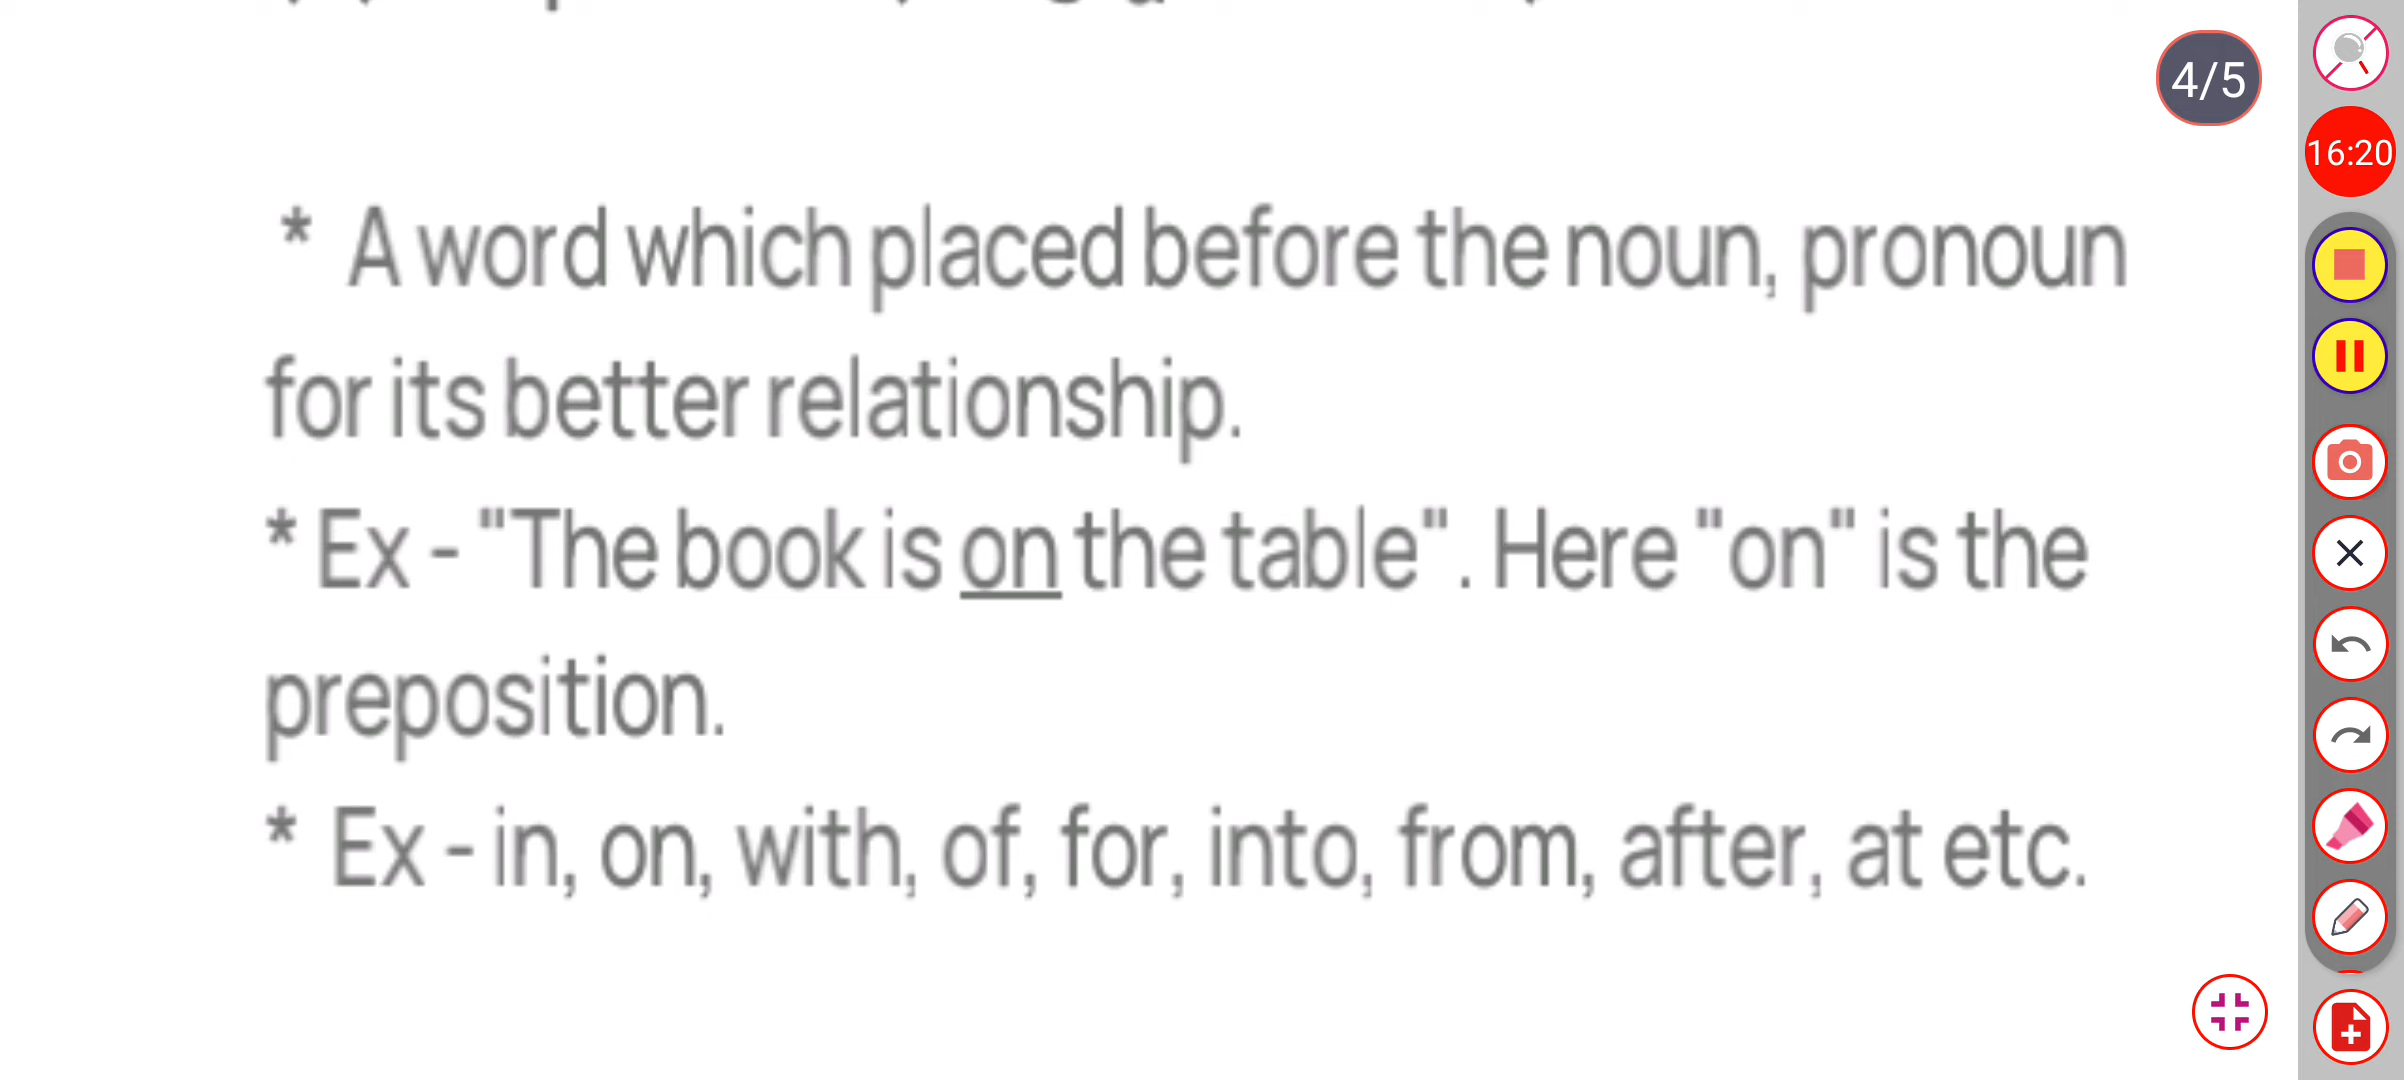 4/5
16:20
* A word which placed before the noun, pronoun
for its better relationship.
* Ex - "The book is on the table". Here "on" is the
preposition.
* Ex - in, on, with, of, for, into, from, after, at etc.